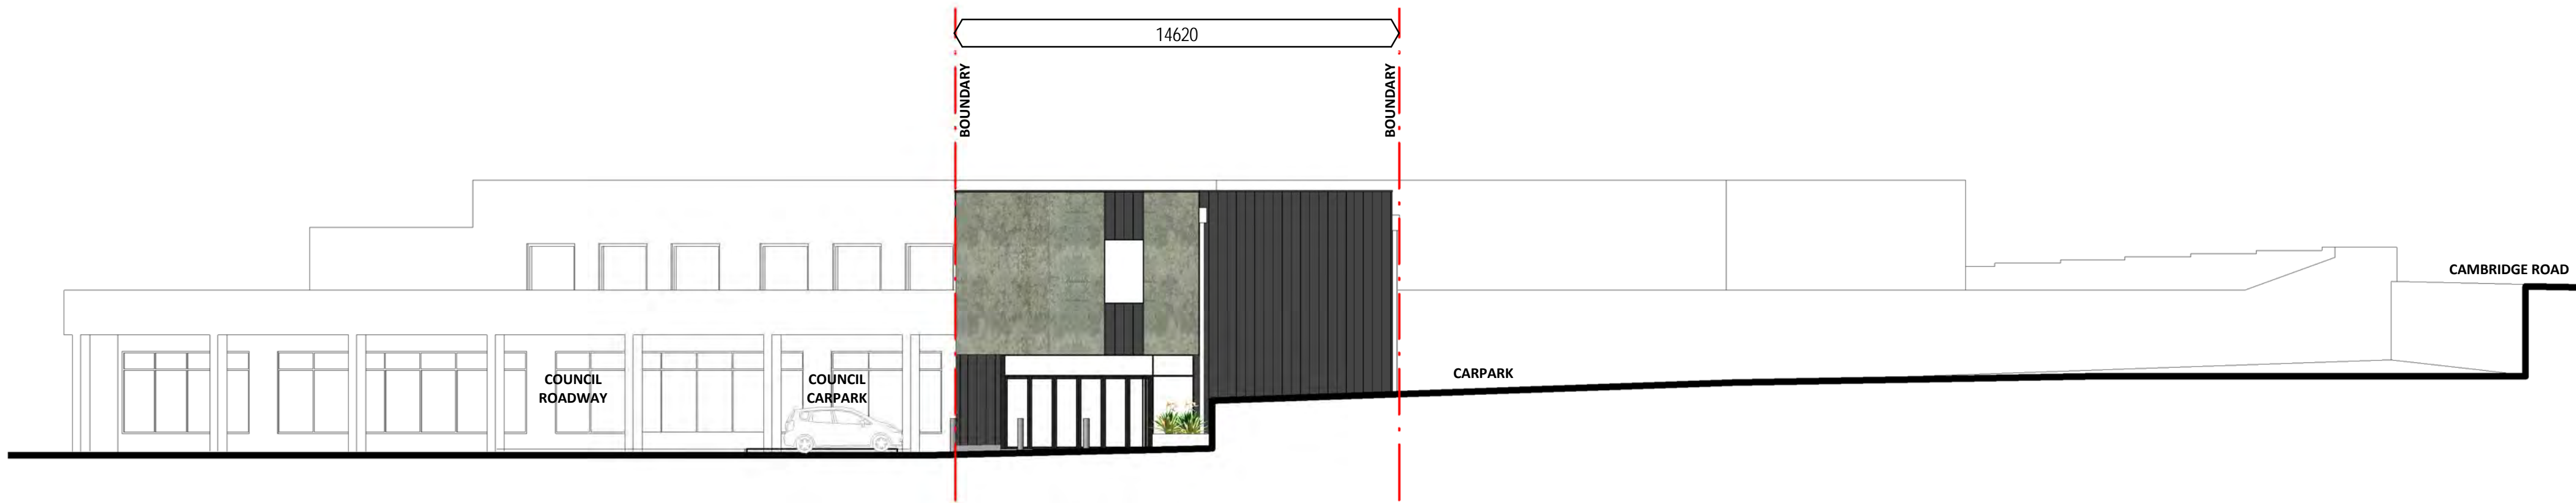 14620
BOUNDARY
BOUNDARY
CAMBRIDGE ROAD
CARPARK
COUNCIL
ROADWAY
COUNCIL
CARPARK